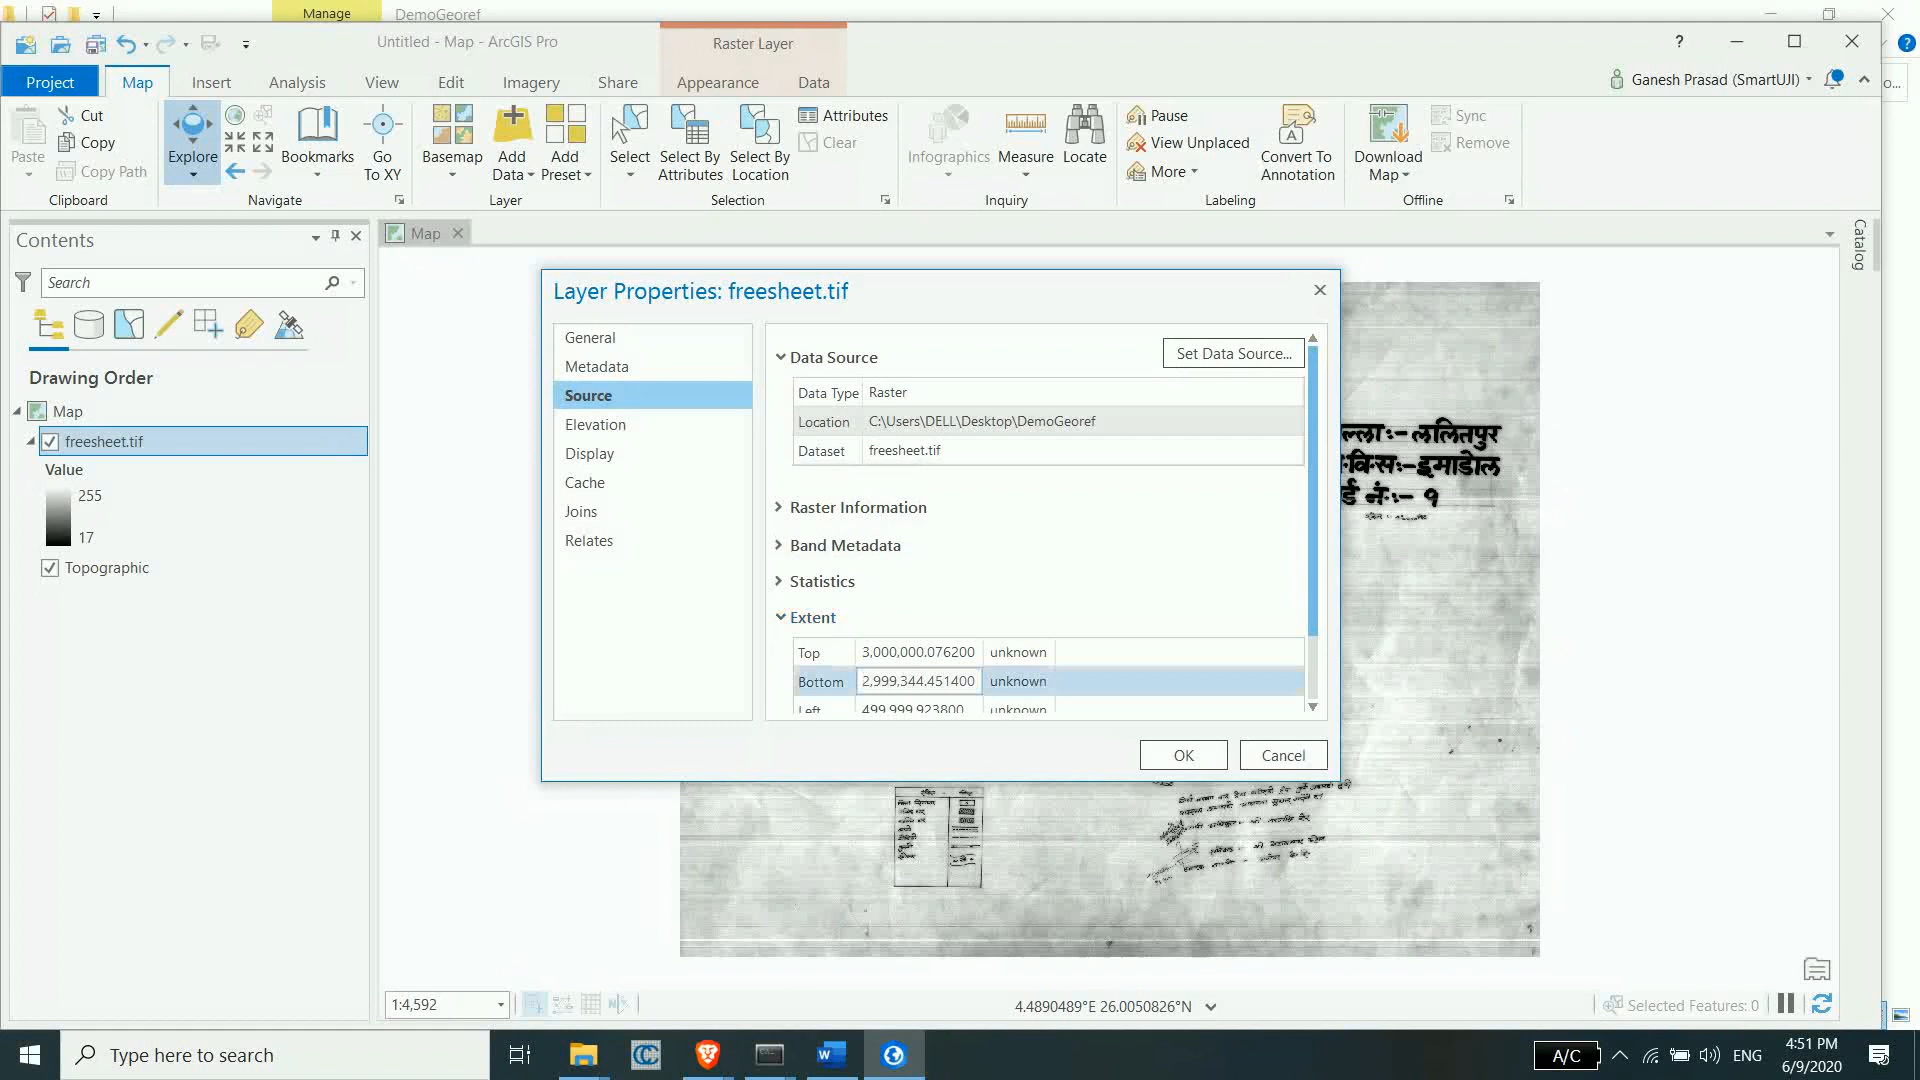 Manage
DemoGeoref
Untitled - Map - ArcGIS Pro
Raster Layer
?
Project
Map
Insert
Analysis
View
Edit
Imagery
Share
Appearance
Data
Ganesh Prasad (SmartUJI)
Paste
Cut
Copy
Copy Path
Clipboard
Explore
Bookmarks
Go
To XY
Navigate
Basemap
Add
Data
Add
Preset
Layer
Select
Select By
Attributes
Select By
Location
Attributes
Clear
Selection
Infographics
Measure
Locate
Inquiry
Pause
View Unplaced
More
Convert To
Annotation
Labeling
Download
Map
Sync
Remove
Offline
Contents
Search
Drawing Order
Map
freesheet.tif
Value
255
17
Topographic
Map
Catalog
Layer Properties: freesheet.tif
General
Metadata
Source
Elevation
Display
Cache
Joins
Relates
Data Source
Set Data Source...
Data Type Raster
Location C:\Users\DELL\Desktop\DemoGeoref
Dataset freesheet.tif
Raster Information
Band Metadata
Statistics
Extent
Top 3,000,000.076200 unknown
Bottom 2,999,344.451400 unknown
Left 499,999.923800 unknown
OK
Cancel
ल्लाः- ललितपुर
वि.सः-इमाडोल
र्ड नंः- १
1:4,592
4.4890489°E 26.0050826°N
Selected Features: 0
Type here to search
A/C
ENG
4:51 PM
6/9/2020